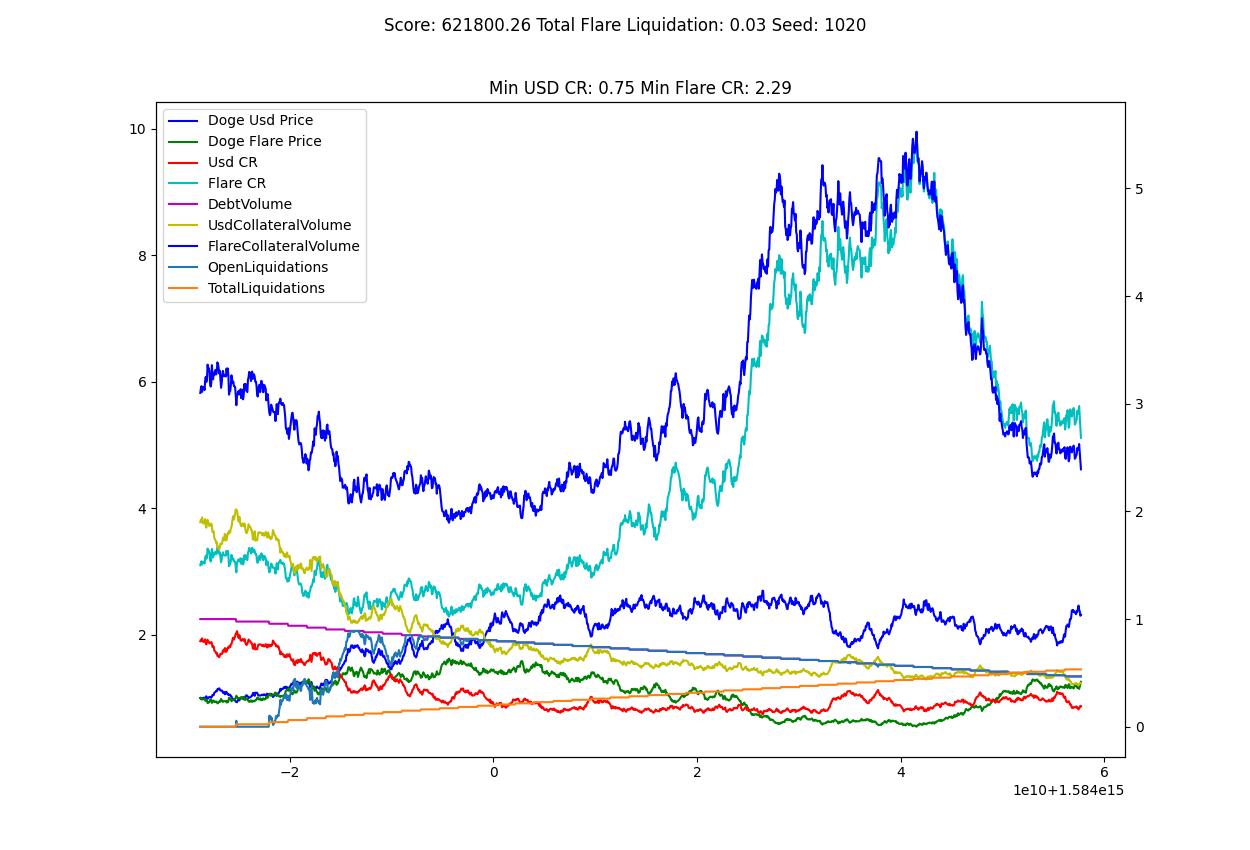 Score: 621800.26 Total Flare Liquidation: 0.03 Seed: 1020
Min USD CR: 0.75 Min Flare CR: 2.29
Doge Usd Price
Doge Flare Price
Usd CR
Flare CR
DebtVolume
UsdCollateralVolume
FlareCollateralVolume
OpenLiquidations
TotalLiquidations
10
8
6
4
2
5
4
3
2
1
0
−2
0
2
4
6
1e10+1.584e15